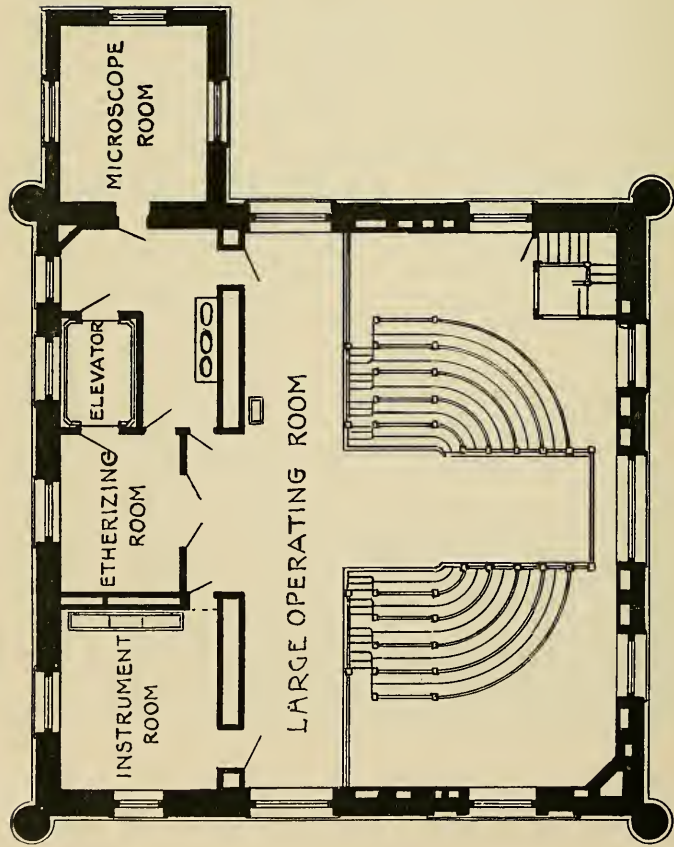 MICROSCOPE
ROOM
ELEVATOR
ETHERIZING
ROOM
INSTRUMENT
ROOM
LARGE OPERATING ROOM